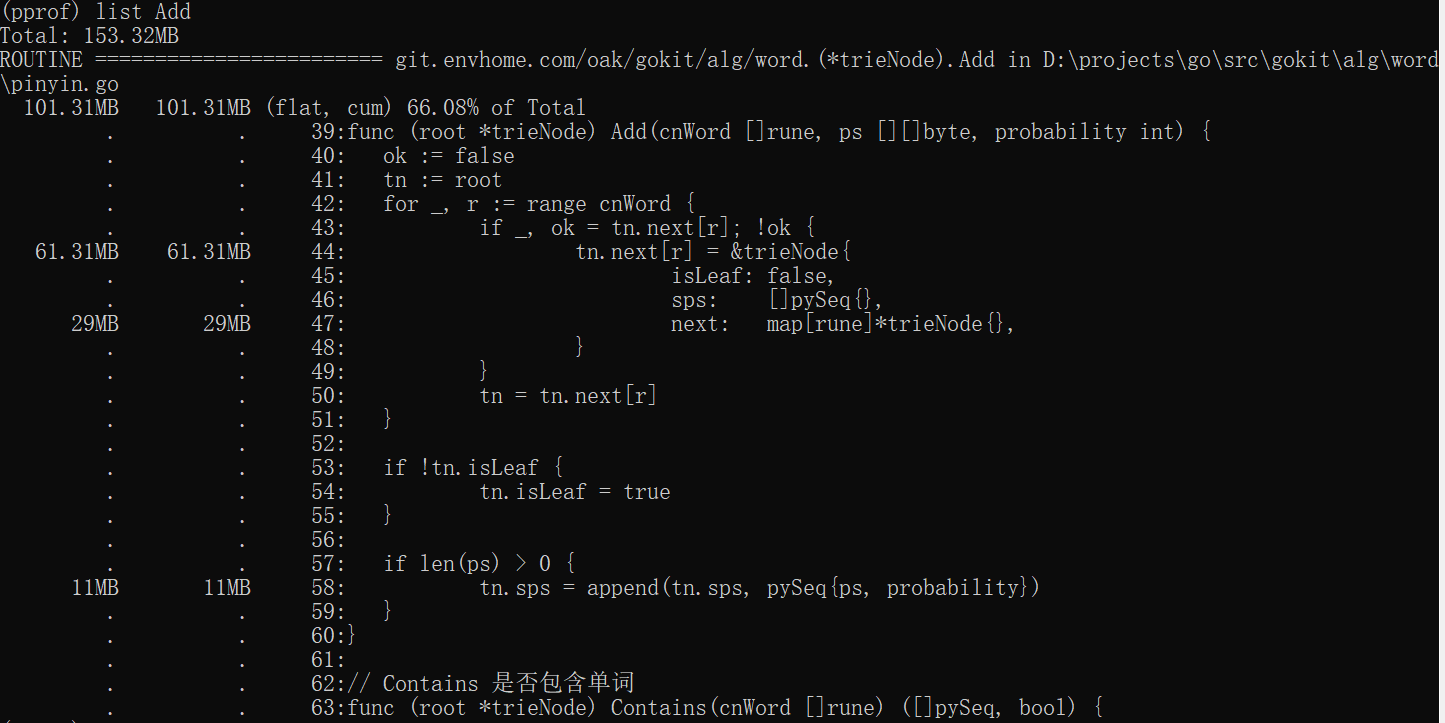 (pprof) list Add
Total: 153.32MB
ROUTINE ======================== git.envhome.com/oak/gokit/alg/word.(*trieNode).Add in D:\projects\go\src\gokit\alg\word
\pinyin.go
  101.31MB   101.31MB (flat, cum) 66.08% of Total
         .          .     39:func (root *trieNode) Add(cnWord []rune, ps [][]byte, probability int) {
         .          .     40:   ok := false
         .          .     41:   tn := root
         .          .     42:   for _, r := range cnWord {
         .          .     43:           if _, ok = tn.next[r]; !ok {
   61.31MB    61.31MB     44:                   tn.next[r] = &trieNode{
         .          .     45:                           isLeaf: false,
         .          .     46:                           sps:    []pySeq{},
      29MB       29MB     47:                           next:   map[rune]*trieNode{},
         .          .     48:                   }
         .          .     49:           }
         .          .     50:           tn = tn.next[r]
         .          .     51:   }
         .          .     52:
         .          .     53:   if !tn.isLeaf {
         .          .     54:           tn.isLeaf = true
         .          .     55:   }
         .          .     56:
         .          .     57:   if len(ps) > 0 {
      11MB       11MB     58:           tn.sps = append(tn.sps, pySeq{ps, probability})
         .          .     59:   }
         .          .     60:}
         .          .     61:
         .          .     62:// Contains 是否包含单词
         .          .     63:func (root *trieNode) Contains(cnWord []rune) ([]pySeq, bool) {